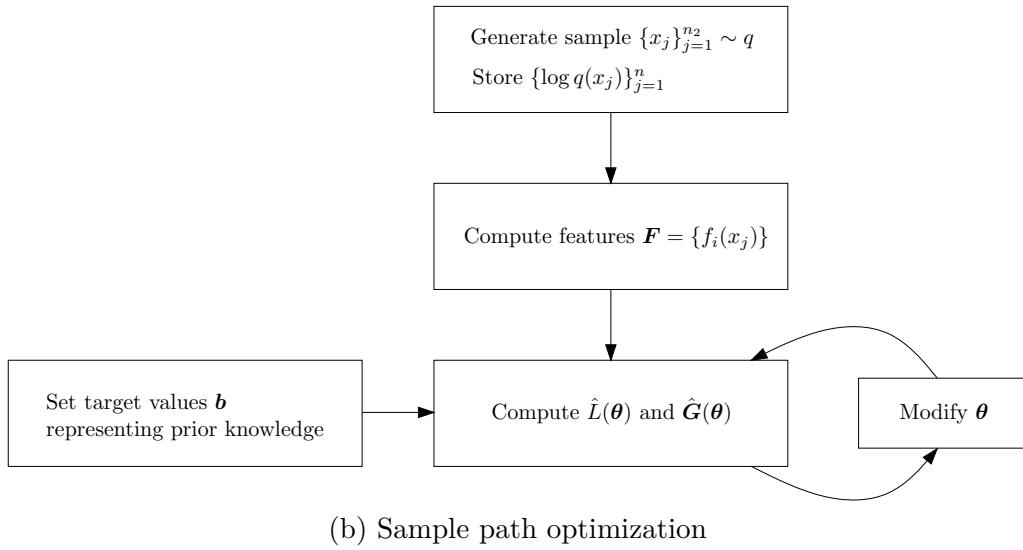 Generate sample $\{x_j\}_{j=1}^{n_2} \sim q$
Store $\{\log q(x_j)\}_{j=1}^{n}$
Compute features $\boldsymbol{F} = \{f_i(x_j)\}$
Set target values $\boldsymbol{b}$
representing prior knowledge
Compute $\hat{L}(\boldsymbol{\theta})$ and $\hat{\boldsymbol{G}}(\boldsymbol{\theta})$
Modify $\boldsymbol{\theta}$
(b) Sample path optimization